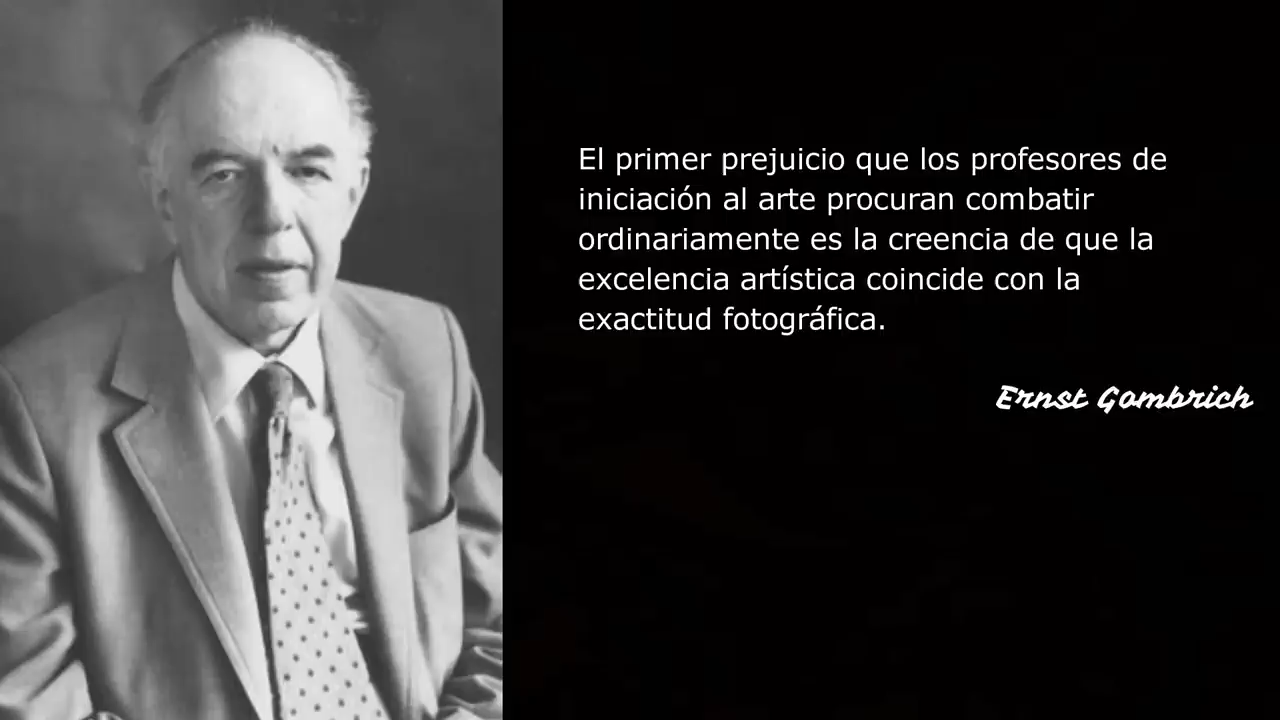 El primer prejuicio que los profesores de
iniciación al arte procuran combatir
ordinariamente es la creencia de que la
excelencia artística coincide con la
exactitud fotográfica.
Ernst Gombrich